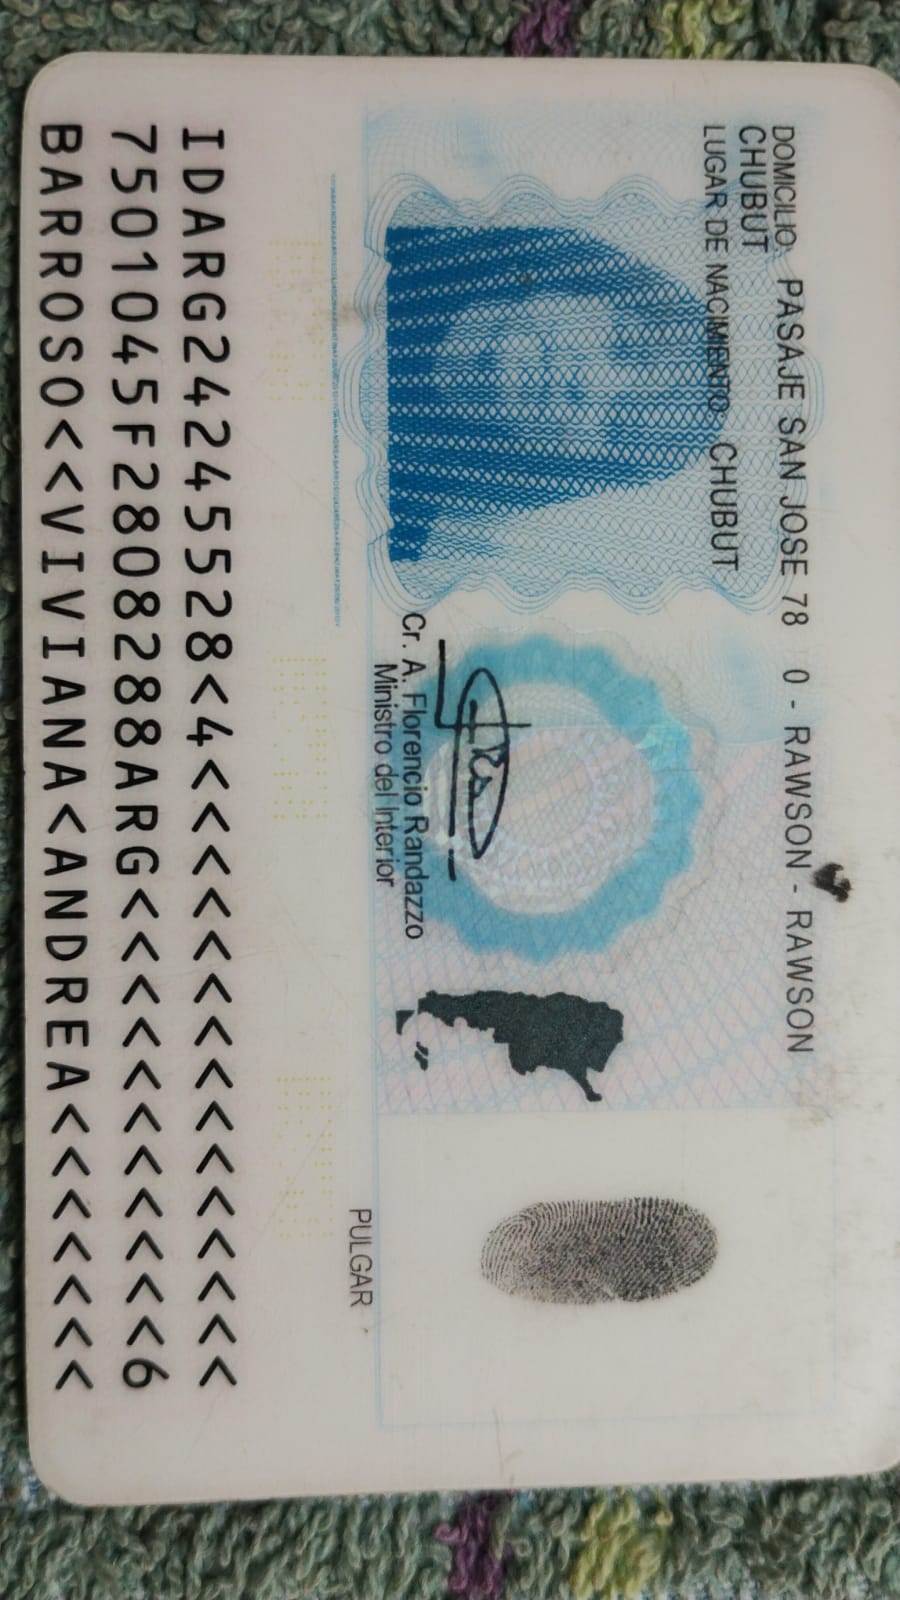 DOMICILIO: PASAJE SAN JOSE 78 0 - RAWSON - RAWSON
CHUBUT
LUGAR DE NACIMIENTO: CHUBUT
Cr. A. Florencio Randazzo
Ministro del Interior
PULGAR
IDARG24245528<4<<<<<<<<<<<<<<<
7501045F2808288ARG<<<<<<<<<<<6
BARROSO<<VIVIANA<ANDREA<<<<<<<